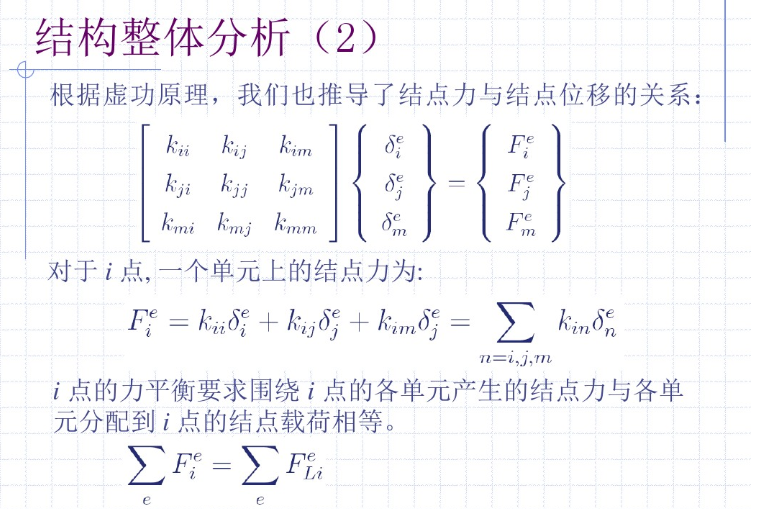 结构整体分析（2）
根据虚功原理，我们也推导了结点力与结点位移的关系：
\begin{bmatrix} k_{ii} & k_{ij} & k_{im} \\ k_{ji} & k_{jj} & k_{jm} \\ k_{mi} & k_{mj} & k_{mm} \end{bmatrix} \begin{Bmatrix} \delta_i^e \\ \delta_j^e \\ \delta_m^e \end{Bmatrix} = \begin{Bmatrix} F_i^e \\ F_j^e \\ F_m^e \end{Bmatrix}
对于 i 点, 一个单元上的结点力为:
F_i^e = k_{ii}\delta_i^e + k_{ij}\delta_j^e + k_{im}\delta_j^e = \sum_{n=i,j,m} k_{in}\delta_n^e
i 点的力平衡要求围绕 i 点的各单元产生的结点力与各单
元分配到 i 点的结点载荷相等。
\sum_e F_i^e = \sum_e F_{Li}^e